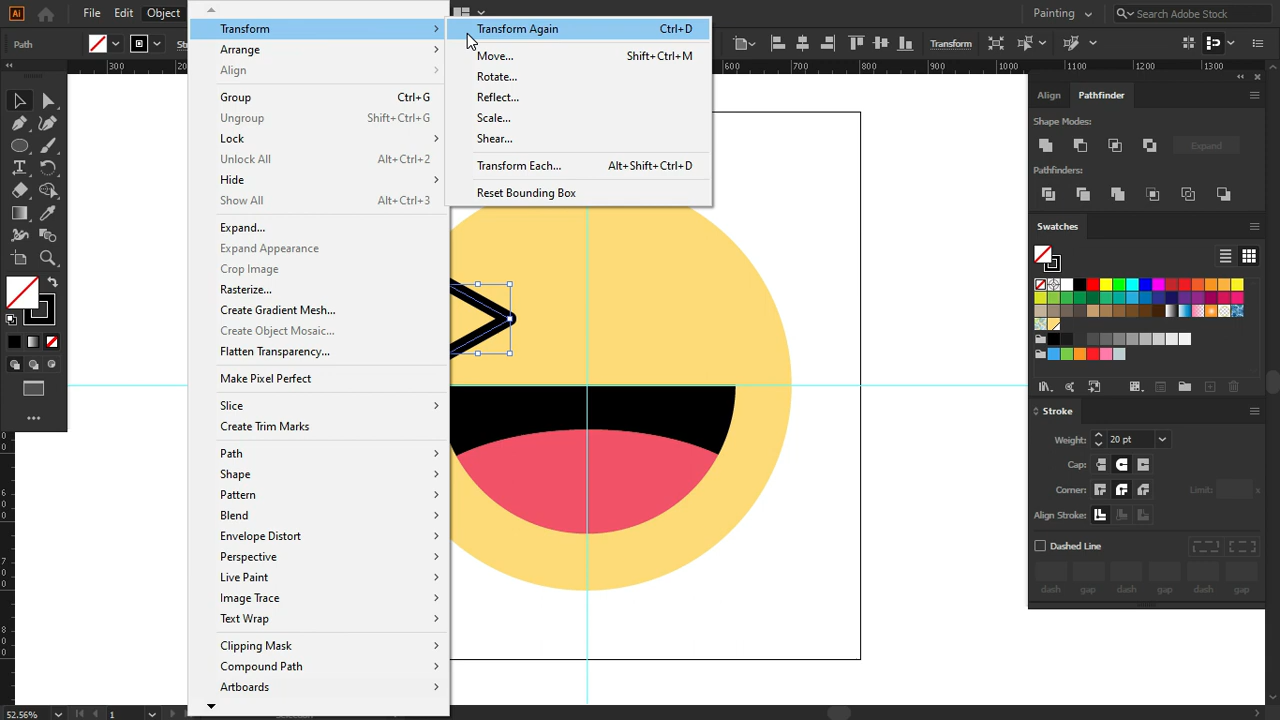 Ai
File
Edit
Object
Painting
Search Adobe Stock
Path
St
Transform
300
600
700
800
900
1000
1100
1200
1300
Transform
Arrange
Align
Group Ctrl+G
Ungroup Shift+Ctrl+G
Lock
Unlock All Alt+Ctrl+2
Hide
Show All Alt+Ctrl+3
Expand...
Expand Appearance
Crop Image
Rasterize...
Create Gradient Mesh...
Create Object Mosaic...
Flatten Transparency...
Make Pixel Perfect
Slice
Create Trim Marks
Path
Shape
Pattern
Blend
Envelope Distort
Perspective
Live Paint
Image Trace
Text Wrap
Clipping Mask
Compound Path
Artboards
Transform Again Ctrl+D
Move... Shift+Ctrl+M
Rotate...
Reflect...
Scale...
Shear...
Transform Each... Alt+Shift+Ctrl+D
Reset Bounding Box
Align Pathfinder
Shape Modes:
Expand
Pathfinders:
Swatches
Stroke
Weight: 20 pt
Cap:
Corner: Limit: x
Align Stroke:
Dashed Line
dash gap dash gap dash gap
52.56% 1 Selection